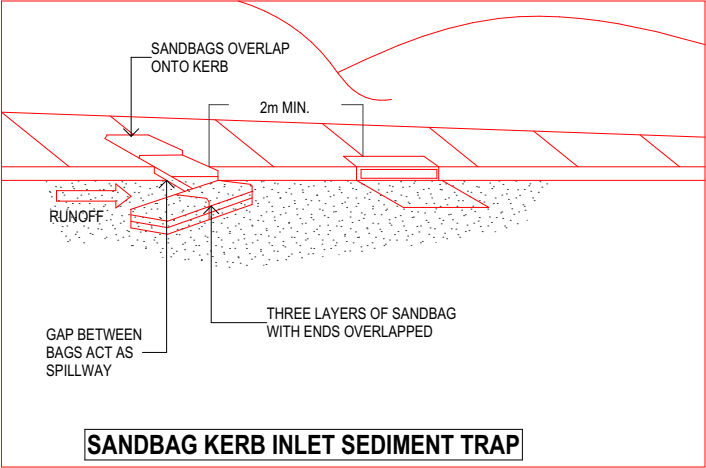 SANDBAGS OVERLAP
ONTO KERB
2m MIN.
RUNOFF
THREE LAYERS OF SANDBAG
WITH ENDS OVERLAPPED
GAP BETWEEN
BAGS ACT AS
SPILLWAY
SANDBAG KERB INLET SEDIMENT TRAP